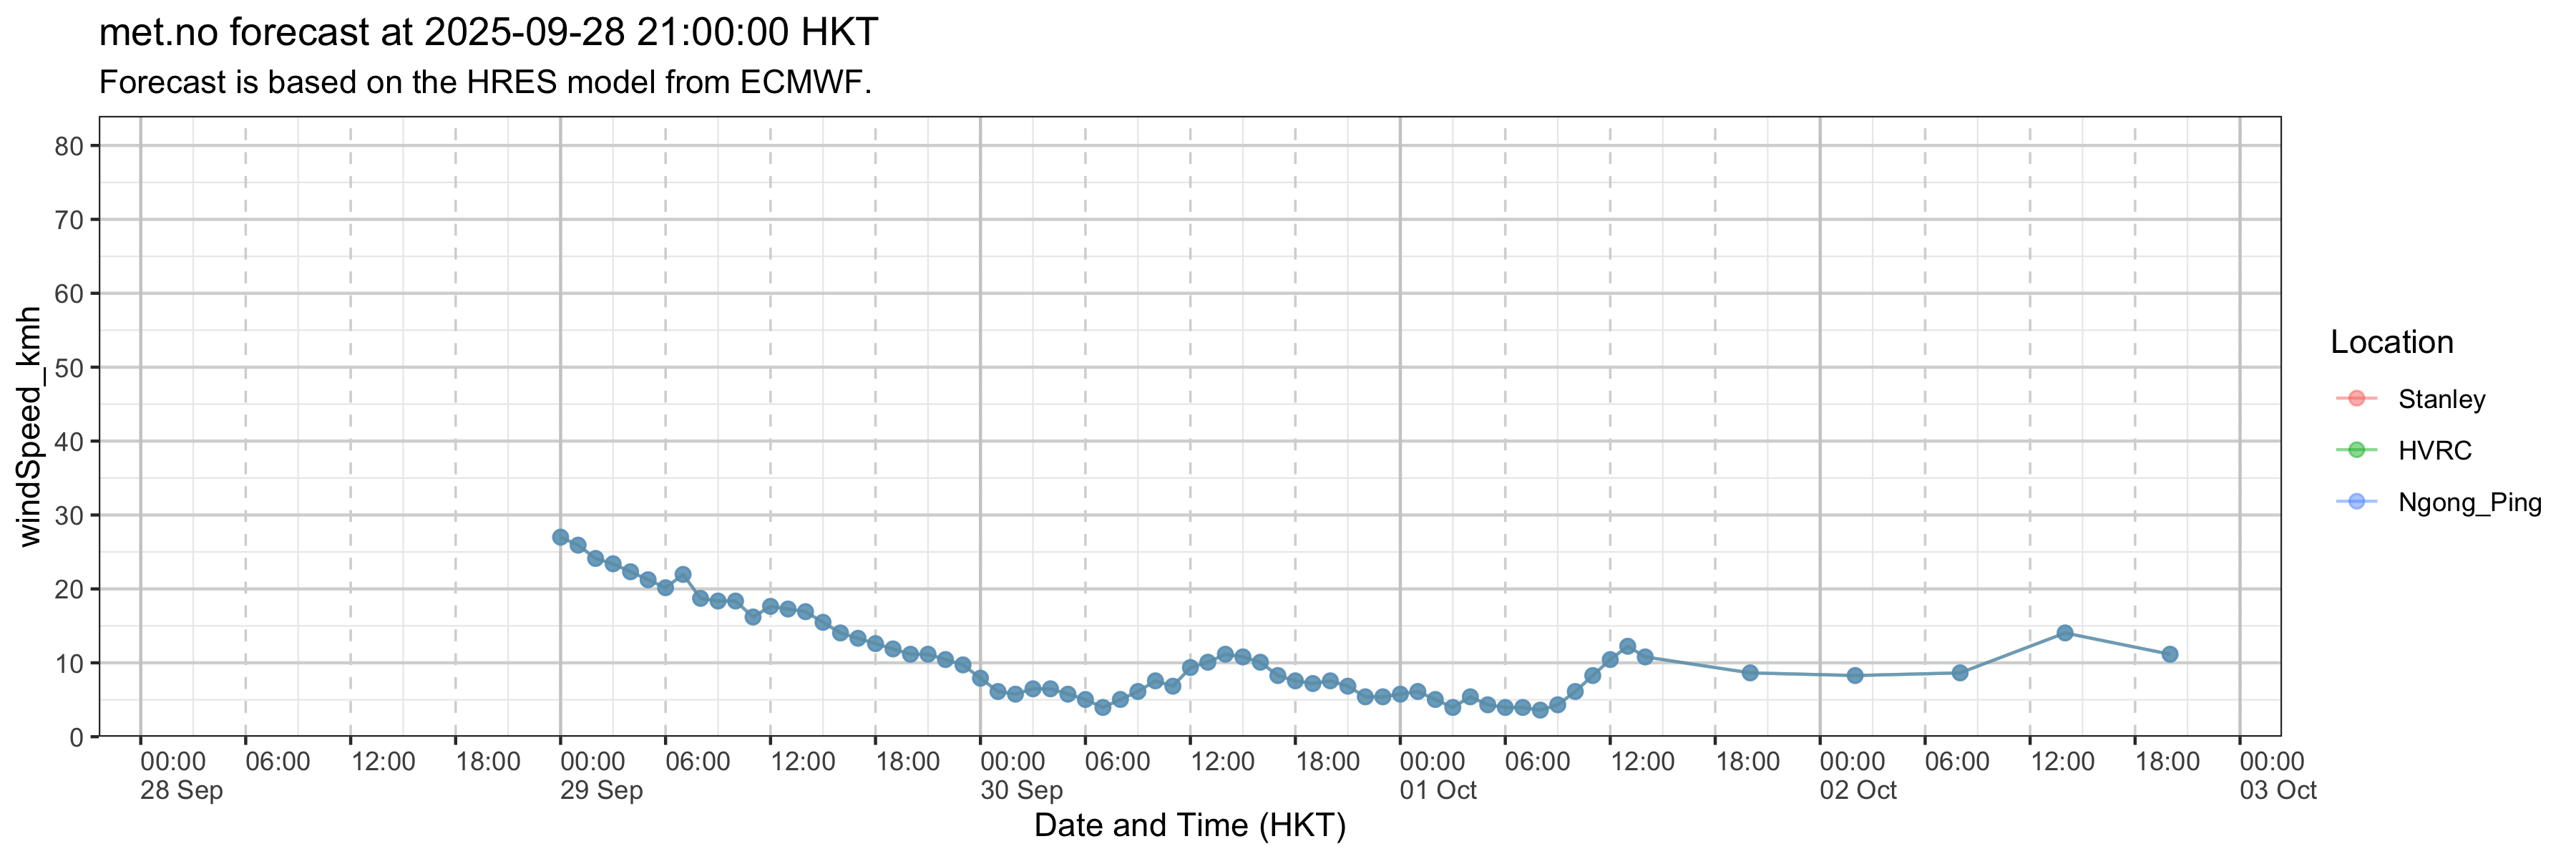 met.no forecast at 2025-09-28 21:00:00 HKT
Forecast is based on the HRES model from ECMWF.
windSpeed_kmh
80
70
60
50
40
30
20
10
0
00:00 06:00 12:00 18:00 00:00 06:00 12:00 18:00 00:00 06:00 12:00 18:00 00:00 06:00 12:00 18:00 00:00 06:00 12:00 18:00 00:00
28 Sep 29 Sep 30 Sep 01 Oct 02 Oct 03 Oct
Date and Time (HKT)
Location
Stanley
HVRC
Ngong_Ping